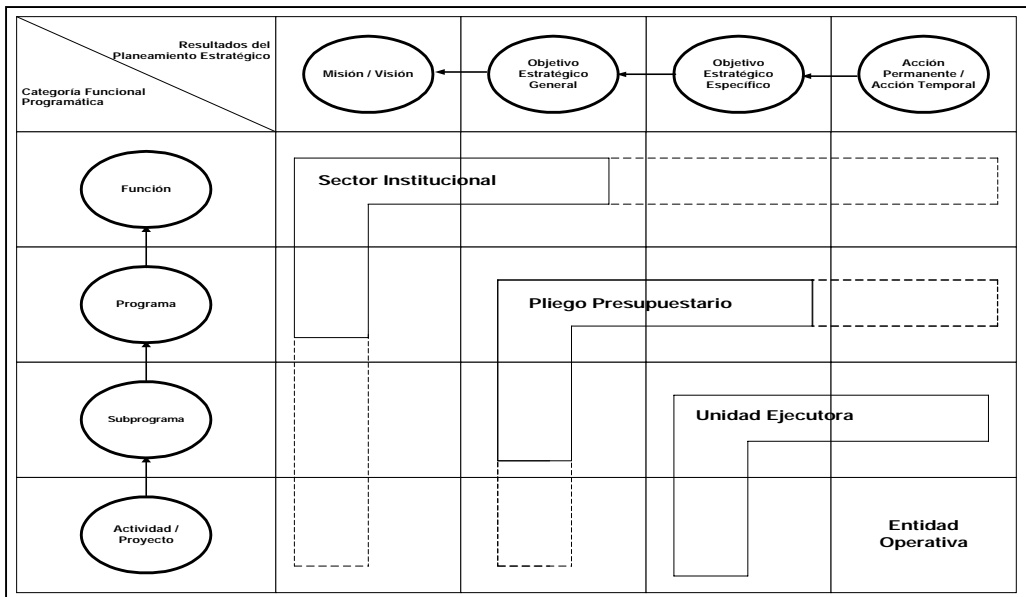 Resultados del
Planeamiento Estratégico
Categoría Funcional
Programática
Misión / Visión
Objetivo
Estratégico
General
Objetivo
Estratégico
Específico
Acción
Permanente /
Acción Temporal
Función
Sector Institucional
Programa
Pliego Presupuestario
Subprograma
Unidad Ejecutora
Actividad /
Proyecto
Entidad
Operativa